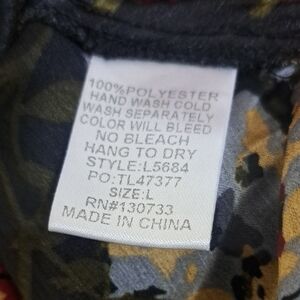 100%POLYESTER
HAND WASH COLD
WASH SEPARATELY
COLOR WILL BLEED
NO BLEACH
HANG TO DRY
STYLE:L5684
PO:TL47377
SIZE:L
RN#130733
MADE IN CHINA